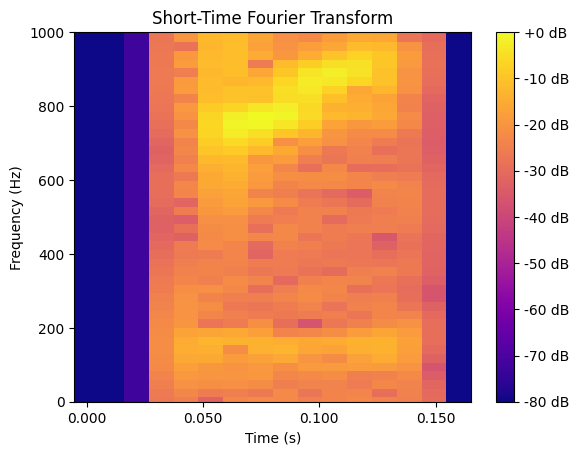 Short-Time Fourier Transform
1000
800
600
400
200
0
Frequency (Hz)
0.000
0.050
0.100
0.150
Time (s)
+0 dB
-10 dB
-20 dB
-30 dB
-40 dB
-50 dB
-60 dB
-70 dB
-80 dB